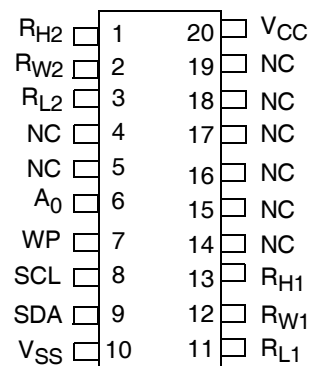 RH2 1 20 VCC
RW2 2 19 NC
RL2 3 18 NC
NC 4 17 NC
NC 5 16 NC
A0 6 15 NC
WP 7 14 NC
SCL 8 13 RH1
SDA 9 12 RW1
VSS 10 11 RL1